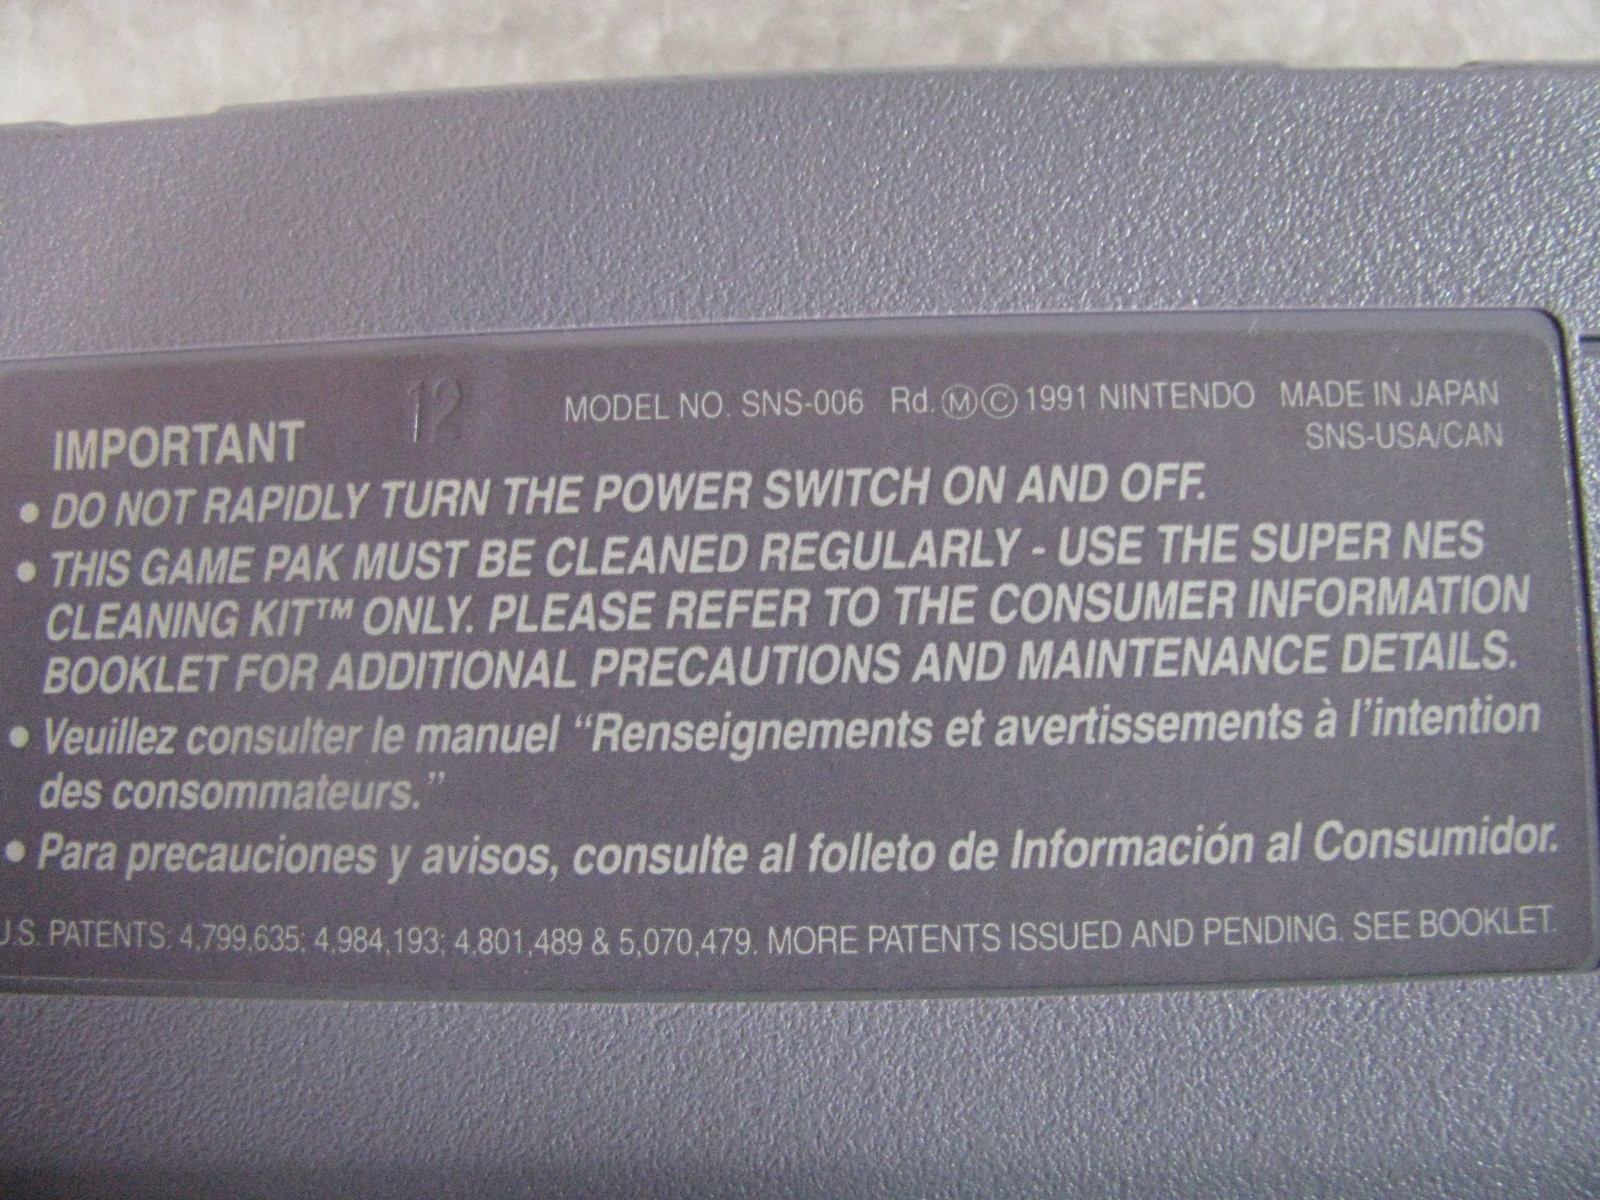 12
MODEL NO. SNS-006 Rd. Ⓜ © 1991 NINTENDO MADE IN JAPAN
SNS-USA/CAN
IMPORTANT
• DO NOT RAPIDLY TURN THE POWER SWITCH ON AND OFF.
• THIS GAME PAK MUST BE CLEANED REGULARLY - USE THE SUPER NES
CLEANING KIT™ ONLY. PLEASE REFER TO THE CONSUMER INFORMATION
BOOKLET FOR ADDITIONAL PRECAUTIONS AND MAINTENANCE DETAILS.
• Veuillez consulter le manuel “Renseignements et avertissements à l’intention
des consommateurs.”
• Para precauciones y avisos, consulte al folleto de Información al Consumidor.
U.S. PATENTS: 4,799,635; 4,984,193; 4,801,489 & 5,070,479. MORE PATENTS ISSUED AND PENDING. SEE BOOKLET.